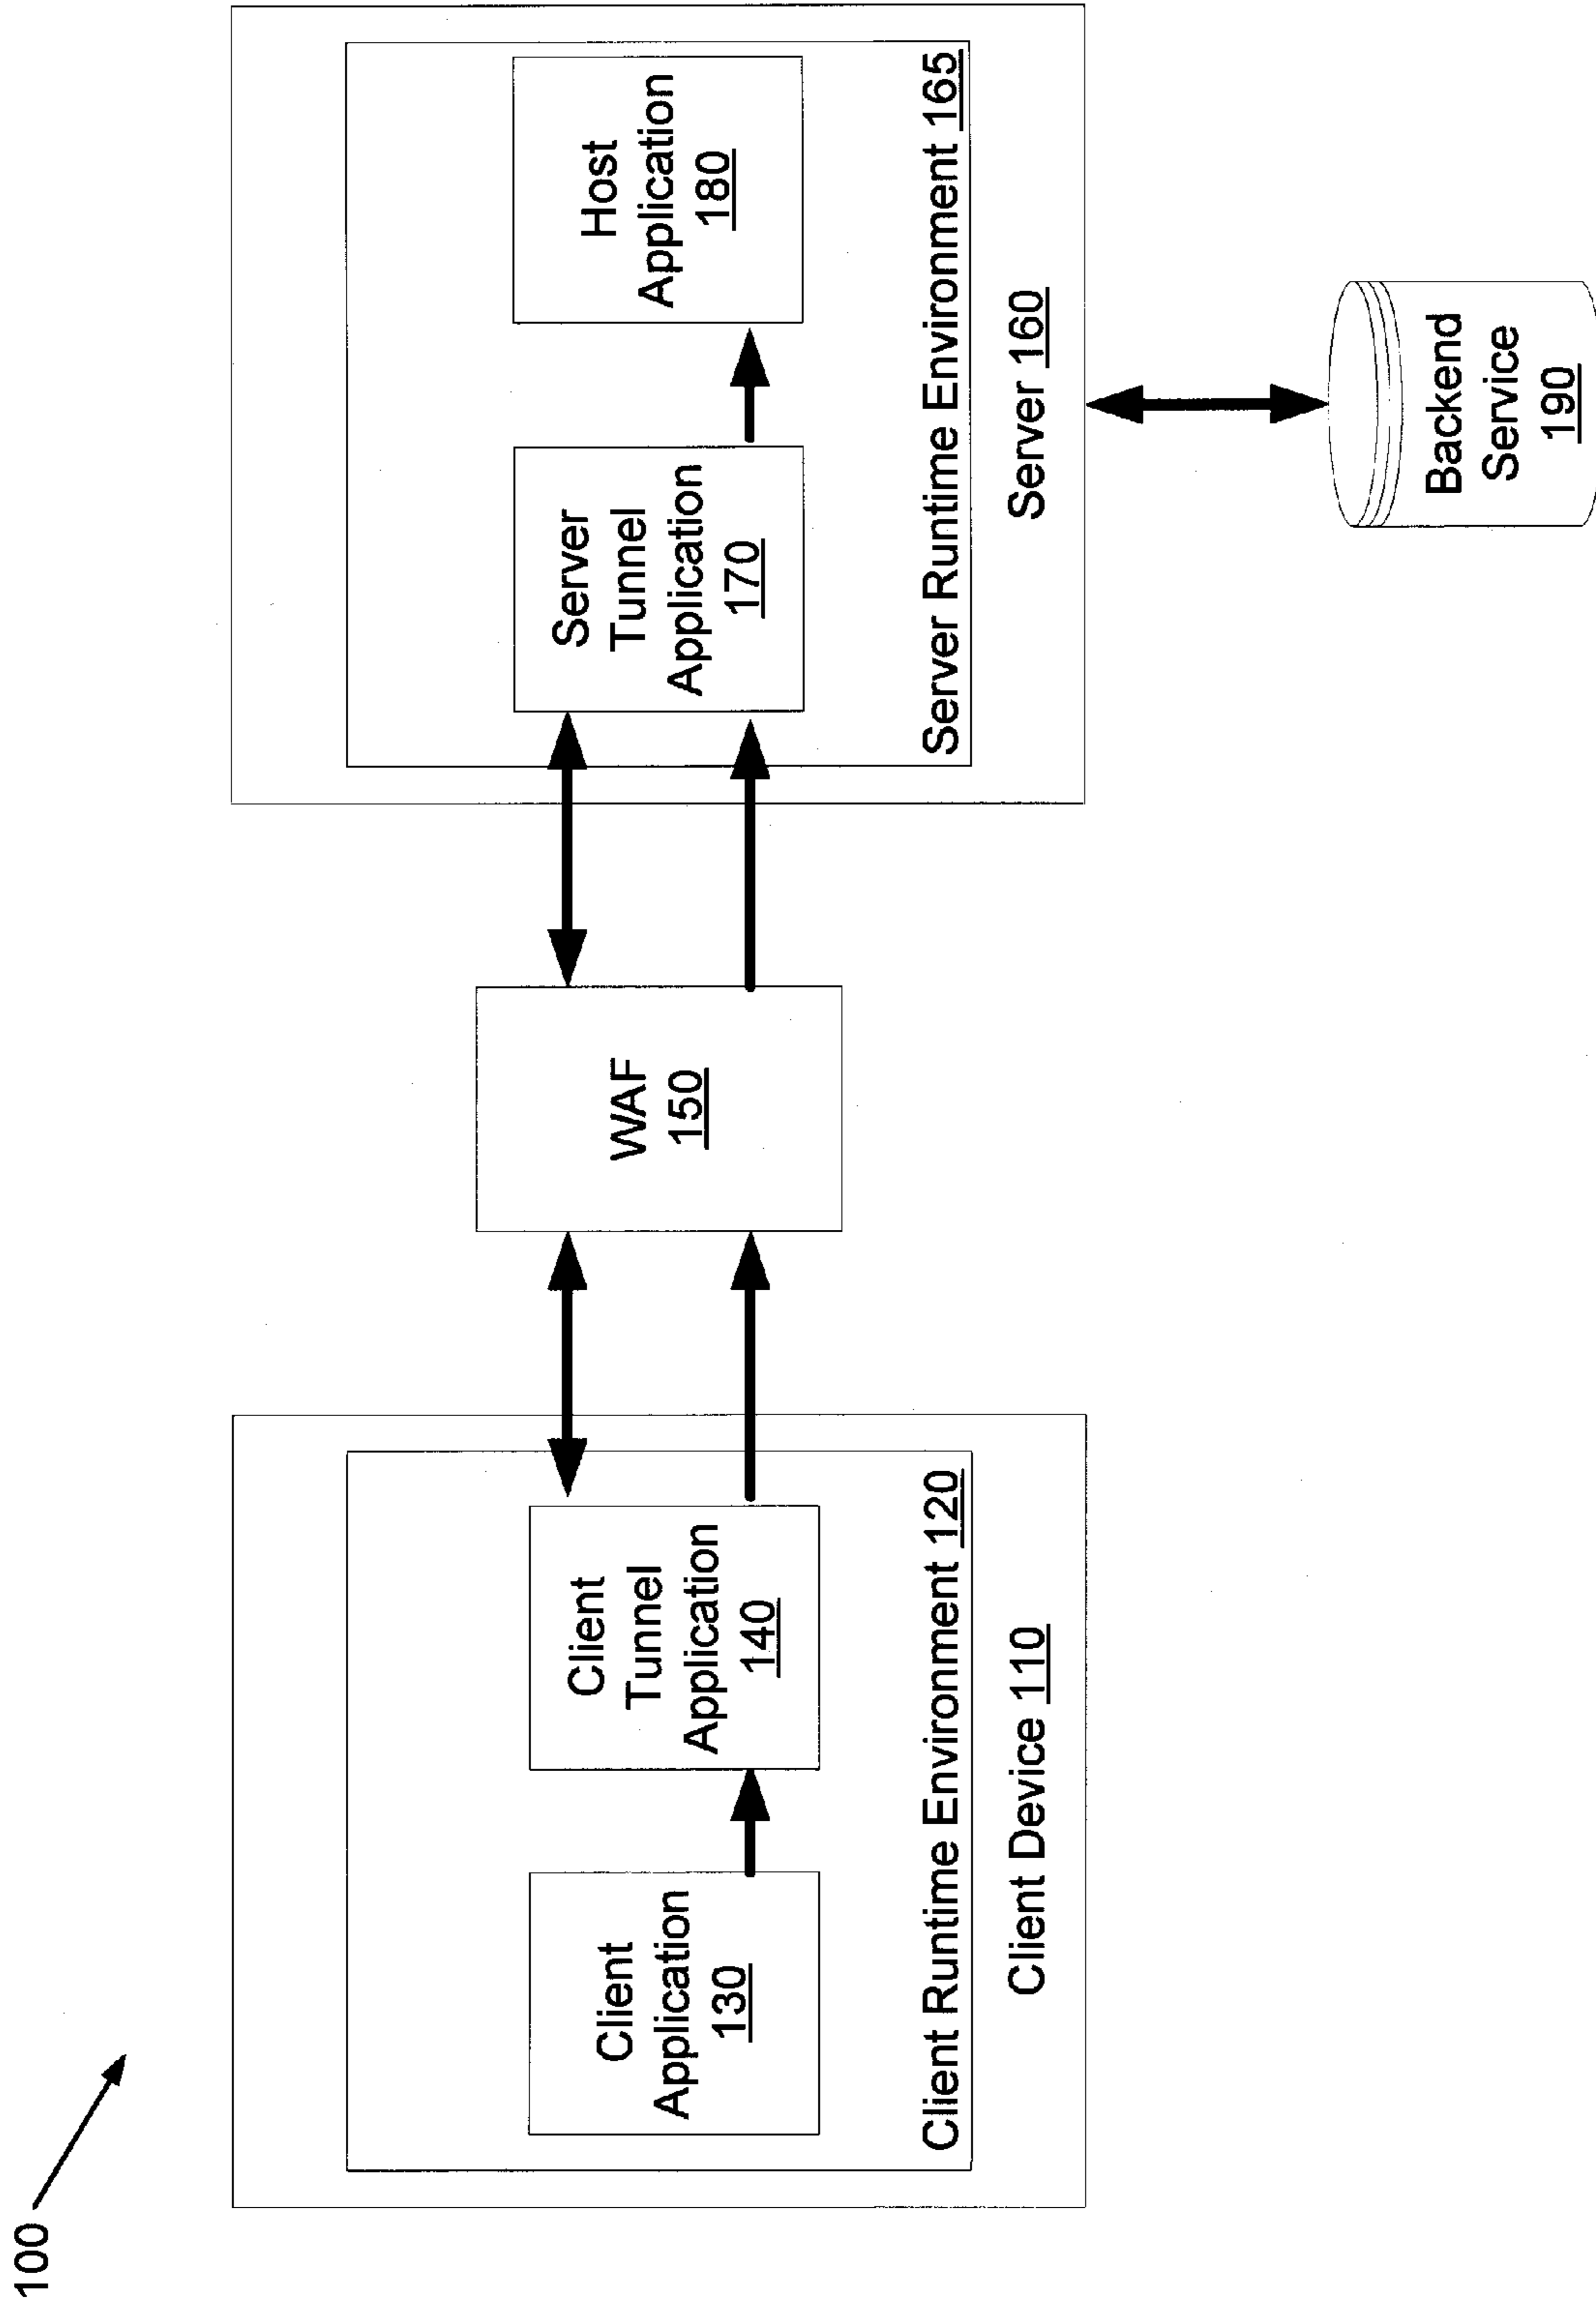 100
Client
Application
130
Client
Tunnel
Application
140
Client Runtime Environment 120
Client Device 110
WAF
150
Server
Tunnel
Application
170
Host
Application
180
Server Runtime Environment 165
Server 160
Backend
Service
190